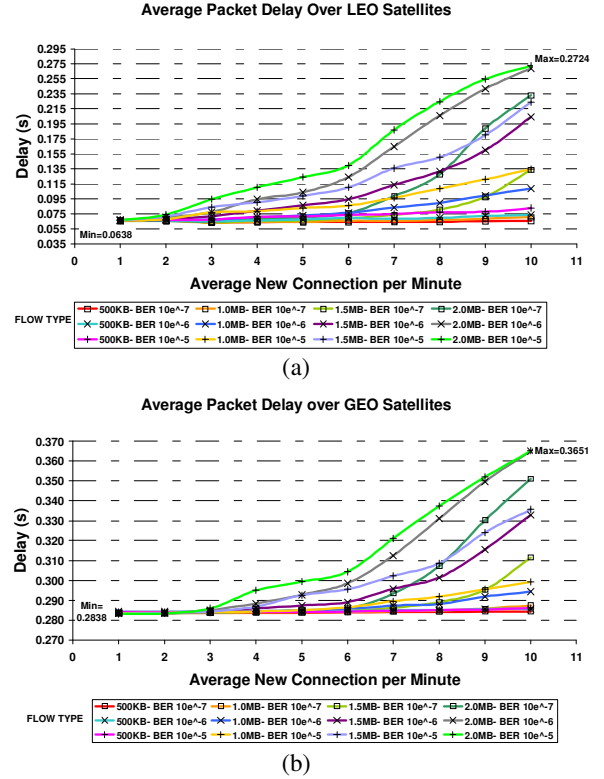 Average Packet Delay Over LEO Satellites
0.295
0.275
0.255
0.235
0.215
0.195
0.175
0.155
0.135
0.115
0.095
0.075
0.055
0.035
Delay (s)
Max=0.2724
Min=0.0638
0 1 2 3 4 5 6 7 8 9 10 11
Average New Connection per Minute
FLOW TYPE
500KB- BER 10e^-7 1.0MB- BER 10e^-7 1.5MB- BER 10e^-7 2.0MB- BER 10e^-7
500KB- BER 10e^-6 1.0MB- BER 10e^-6 1.5MB- BER 10e^-6 2.0MB- BER 10e^-6
500KB- BER 10e^-5 1.0MB- BER 10e^-5 1.5MB- BER 10e^-5 2.0MB- BER 10e^-5
(a)
Average Packet Delay over GEO Satellites
0.370
0.360
0.350
0.340
0.330
0.320
0.310
0.300
0.290
0.280
0.270
Delay (s)
Max=0.3651
Min=
0.2838
0 1 2 3 4 5 6 7 8 9 10 11
Average New Connection per Minute
FLOW TYPE
500KB- BER 10e^-7 1.0MB- BER 10e^-7 1.5MB- BER 10e^-7 2.0MB- BER 10e^-7
500KB- BER 10e^-6 1.0MB- BER 10e^-6 1.5MB- BER 10e^-6 2.0MB- BER 10e^-6
500KB- BER 10e^-5 1.0MB- BER 10e^-5 1.5MB- BER 10e^-5 2.0MB- BER 10e^-5
(b)